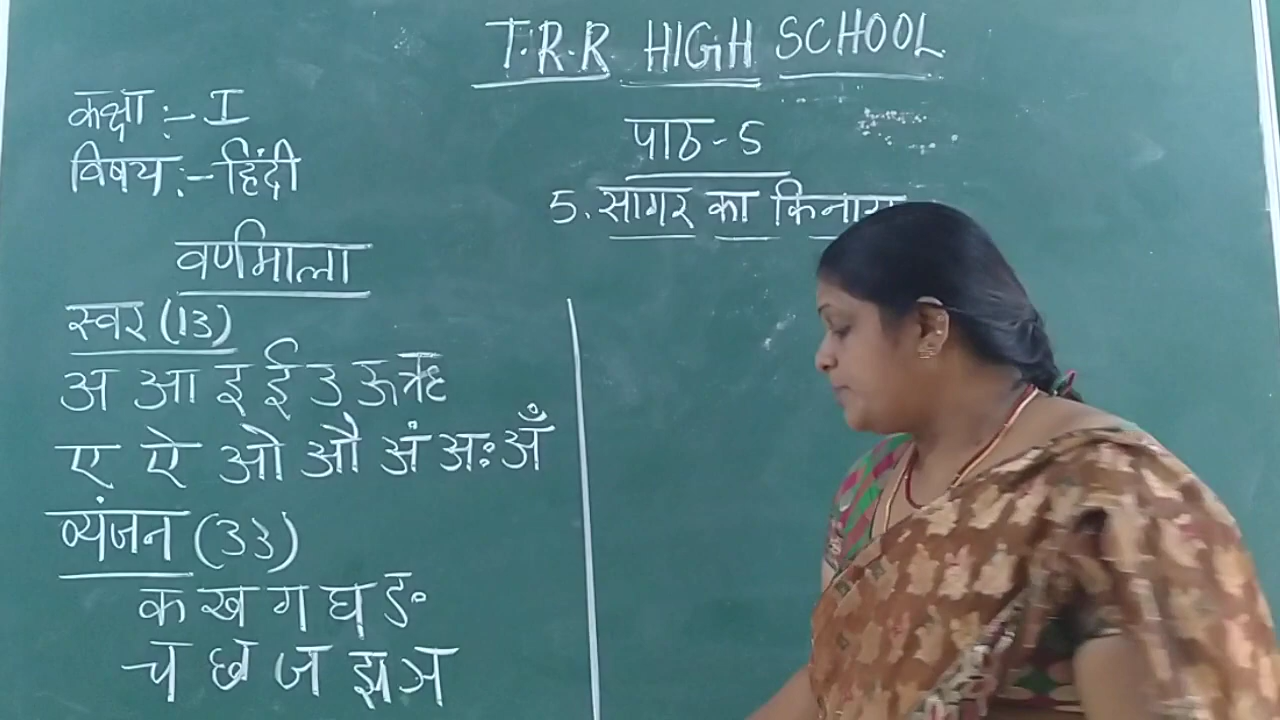 T.R.R HIGH SCHOOL
कक्षा :- I
विषय :- हिंदी
पाठ - 5
5. सागर का
वर्णमाला
स्वर (13)
अ आ इ ई उ ऊ ऋ
ए ऐ ओ औ अं अः अँ
व्यंजन (33)
क ख ग घ ङ
च छ ज झ ञ